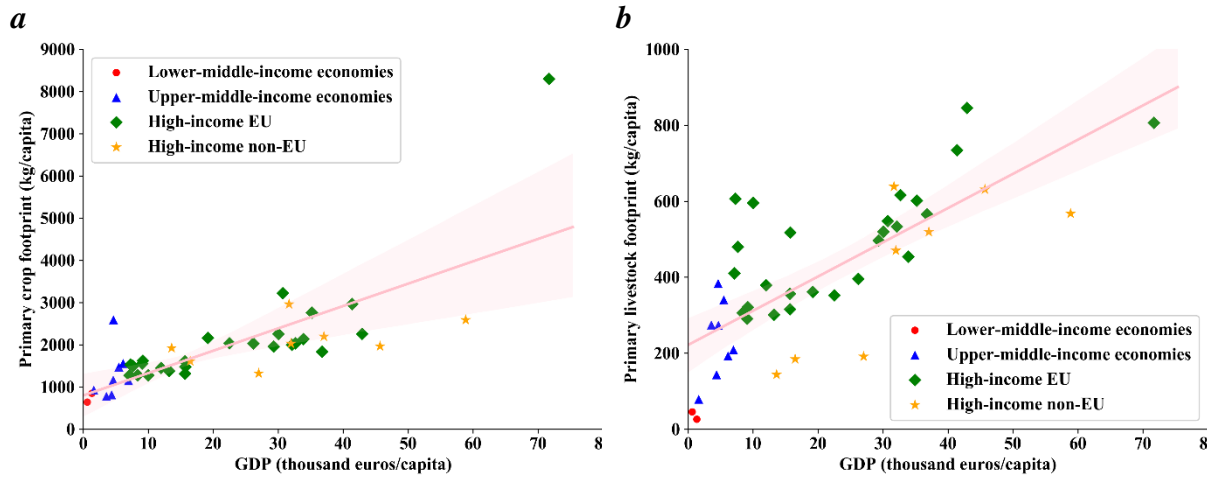 a
Primary crop footprint (kg/capita)
9000
8000
7000
6000
5000
4000
3000
2000
1000
0
Lower-middle-income economies
Upper-middle-income economies
High-income EU
High-income non-EU
0 10 20 30 40 50 60 70 8
GDP (thousand euros/capita)
b
Primary livestock footprint (kg/capita)
1000
800
600
400
200
0
Lower-middle-income economies
Upper-middle-income economies
High-income EU
High-income non-EU
0 10 20 30 40 50 60 70 8
GDP (thousand euros/capita)